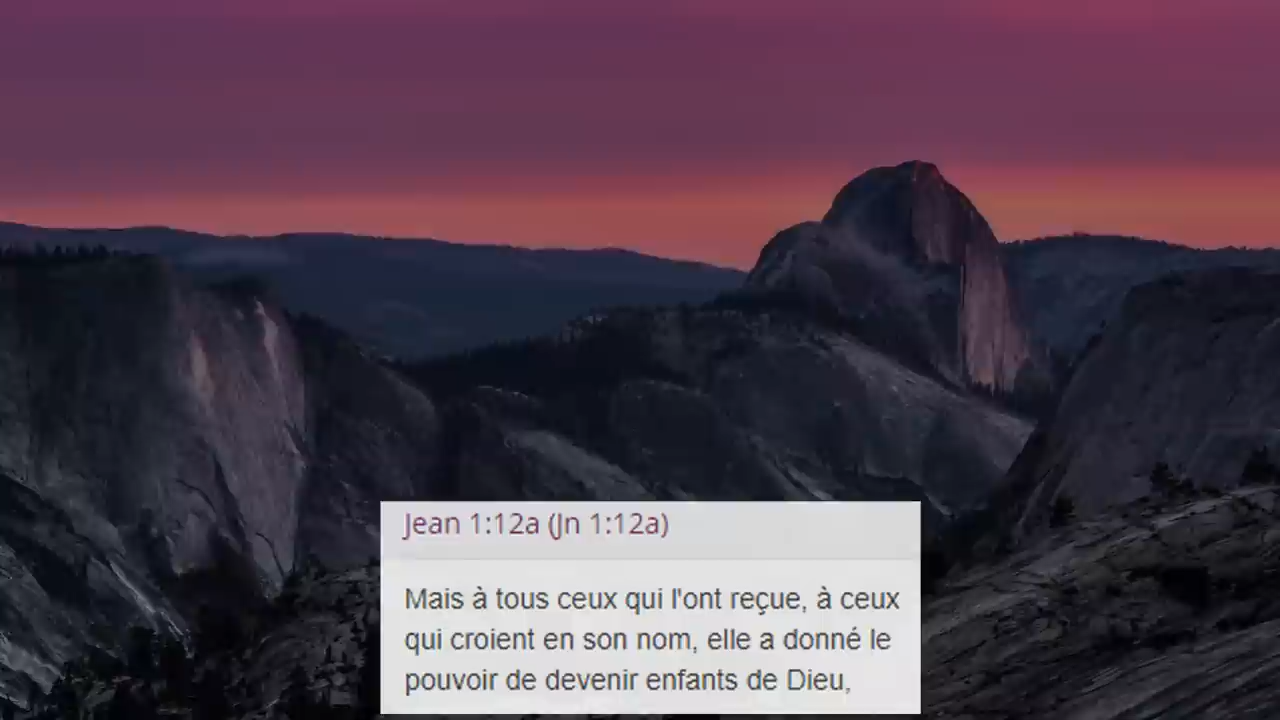 Jean 1:12a (Jn 1:12a)
Mais à tous ceux qui l'ont reçue, à ceux
qui croient en son nom, elle a donné le
pouvoir de devenir enfants de Dieu,